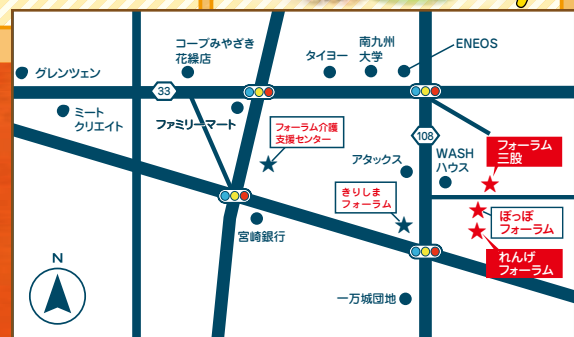 コープみやざき
花繰店
タイヨー
南九州
大学
ENEOS
グレンツェン
33
ミート
クリエイト
ファミリーマート
フォーラム介護
支援センター
108
アタックス
WASH
ハウス
フォーラム
三股
きりしま
フォーラム
ぽっぽ
フォーラム
宮崎銀行
れんげ
フォーラム
N
一万城団地